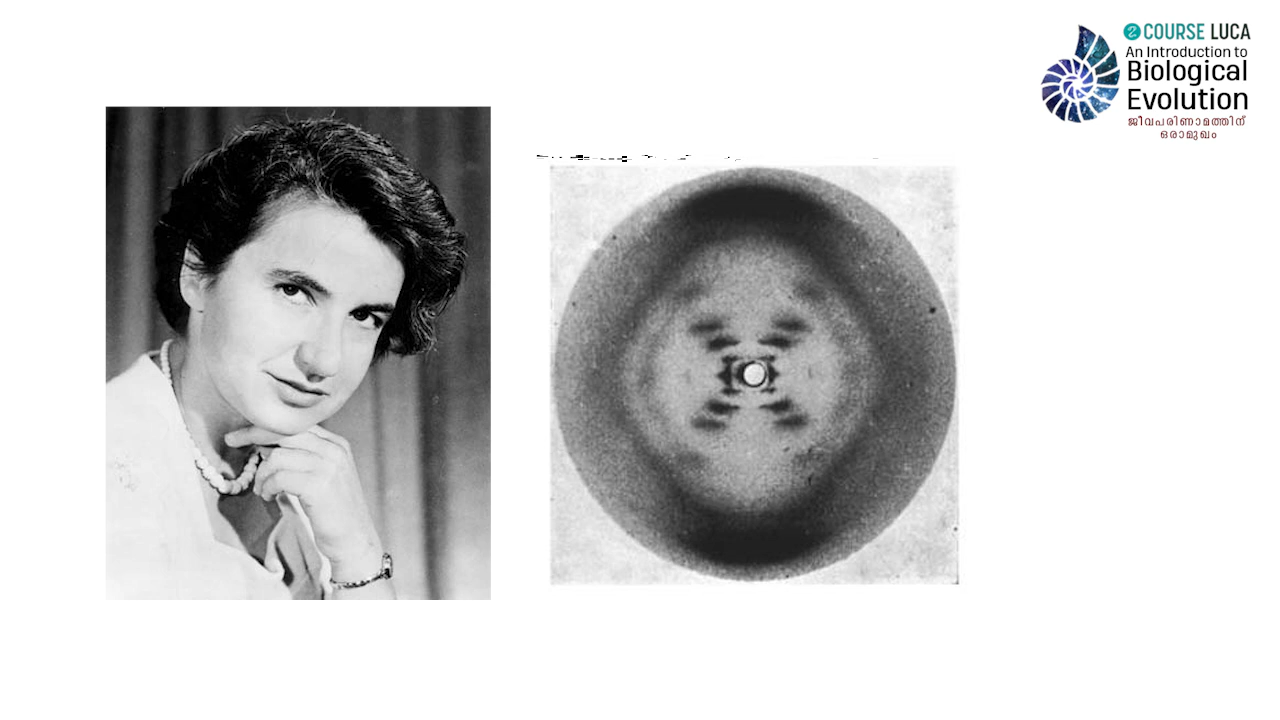 COURSE LUCA
An Introduction to
Biological
Evolution
ജീവപരിണാമത്തിന്
ഒരാമുഖം